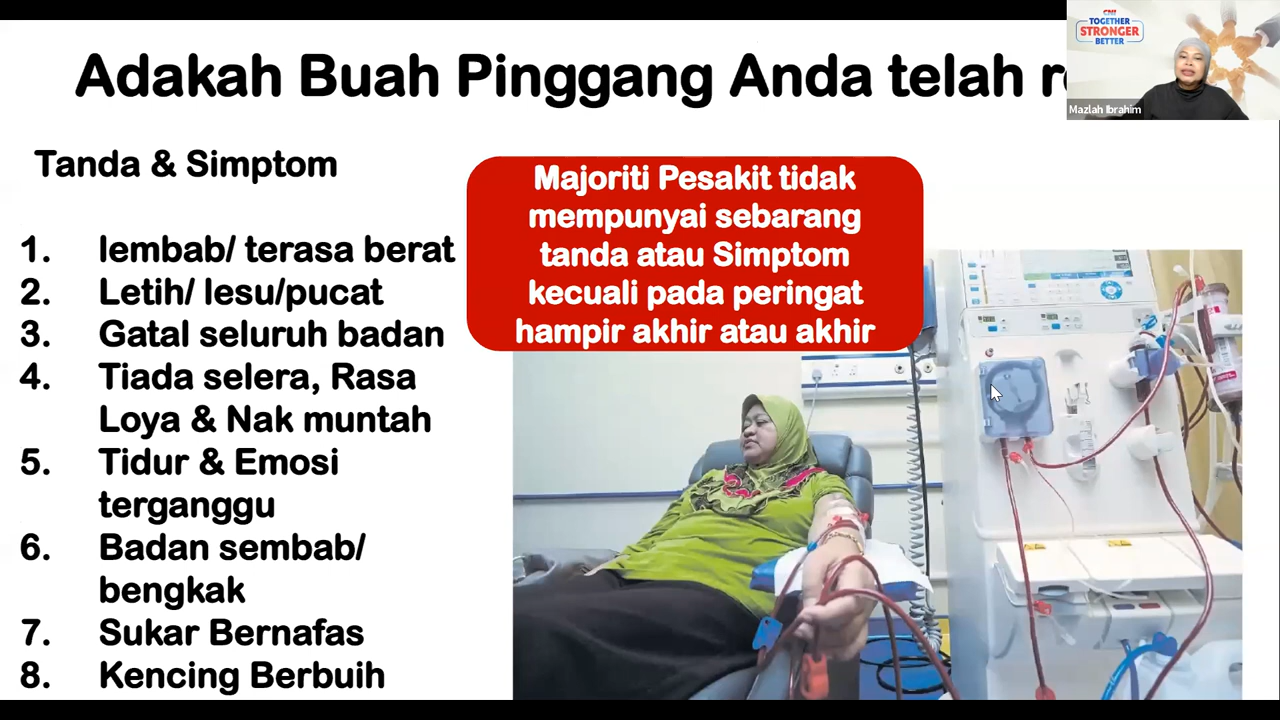 Adakah Buah Pinggang Anda telah
CNI
TOGETHER
STRONGER
BETTER
Mazlah Ibrahim
Tanda & Simptom
Majoriti Pesakit tidak
mempunyai sebarang
tanda atau Simptom
kecuali pada peringat
hampir akhir atau akhir
1. lembab/ terasa berat
2. Letih/ lesu/pucat
3. Gatal seluruh badan
4. Tiada selera, Rasa
Loya & Nak muntah
5. Tidur & Emosi
terganggu
6. Badan sembab/
bengkak
7. Sukar Bernafas
8. Kencing Berbuih